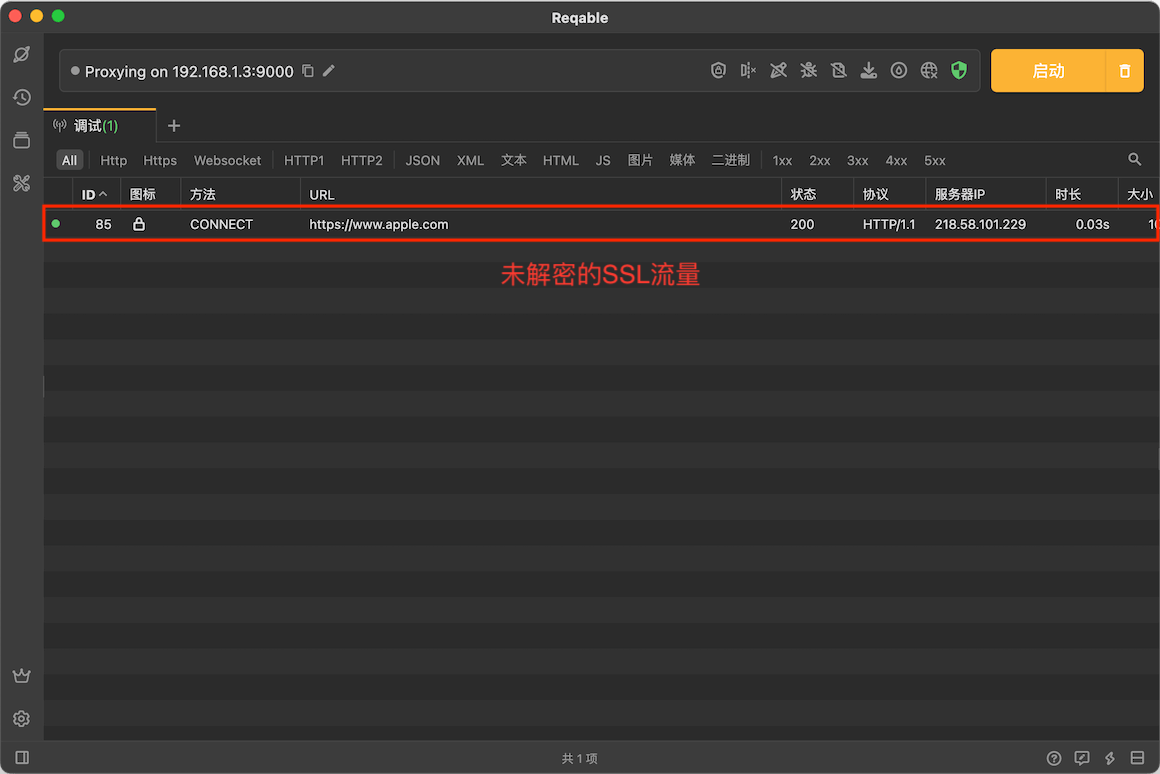 Reqable
Proxying on 192.168.1.3:9000
启动
调试(1)
All Http Https Websocket HTTP1 HTTP2 JSON XML 文本 HTML JS 图片 媒体 二进制 1xx 2xx 3xx 4xx 5xx
ID 图标 方法 URL 状态 协议 服务器IP 时长 大小
85 CONNECT https://www.apple.com 200 HTTP/1.1 218.58.101.229 0.03s
未解密的SSL流量
共 1 项